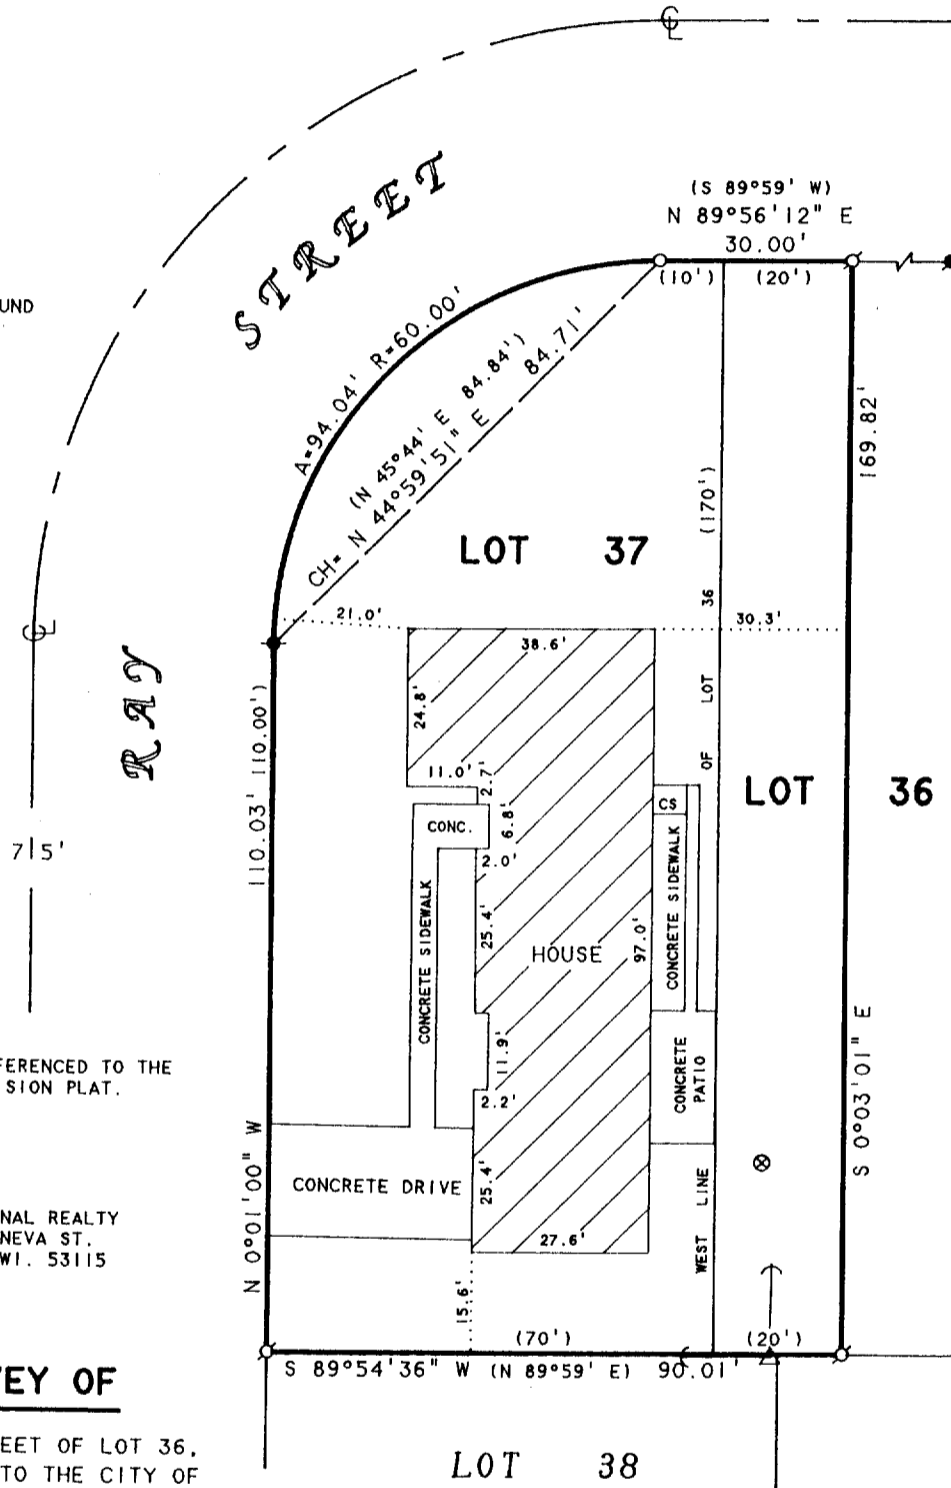 ℄
(S 89°59' W)
N 89°56'12" E
30.00'
(10') (20')
STREET
UND
A=94.04' R=60.00'
(N 45°44' E 84.84')
CH= N 44°59'51" E 84.71'
169.82'
(170')
LOT 37
WEST LINE OF LOT 36
21.0'
30.3'
℄
38.6'
RAY
24.8'
110.03' (110.00')
11.0'
2.7'
LOT 36
CS
CONC.
6.8'
715'
2.0'
CONCRETE SIDEWALK
CONCRETE SIDEWALK
25.4'
HOUSE
97.0'
11.9'
S 0°03'01" E
FERENCED TO THE
SION PLAT.
CONCRETE
PATIO
2.2'
N 0°01'00" W
CONCRETE DRIVE
25.4'
NAL REALTY
NEVA ST.
WI. 53115
27.6'
15.6'
(70') (20')
S 89°54'36" W (N 89°59' E) 90.01'
EY OF
EET OF LOT 36,
TO THE CITY OF
LOT 38